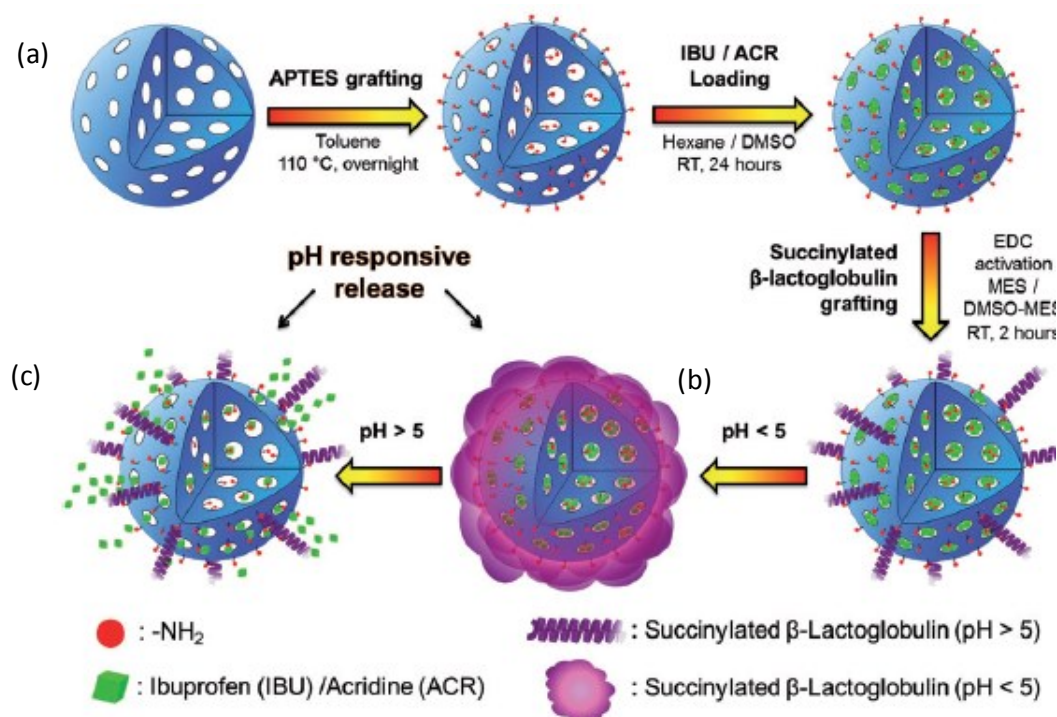 (a)
APTES grafting
Toluene
110 °C, overnight
IBU / ACR
Loading
Hexane / DMSO
RT, 24 hours
pH responsive
release
Succinylated
β-lactoglobulin
grafting
EDC
activation
MES /
DMSO-MES
RT, 2 hours
(c)
pH > 5
(b)
pH < 5
: -NH₂
: Succinylated β-Lactoglobulin (pH > 5)
: Ibuprofen (IBU) /Acridine (ACR)
: Succinylated β-Lactoglobulin (pH < 5)